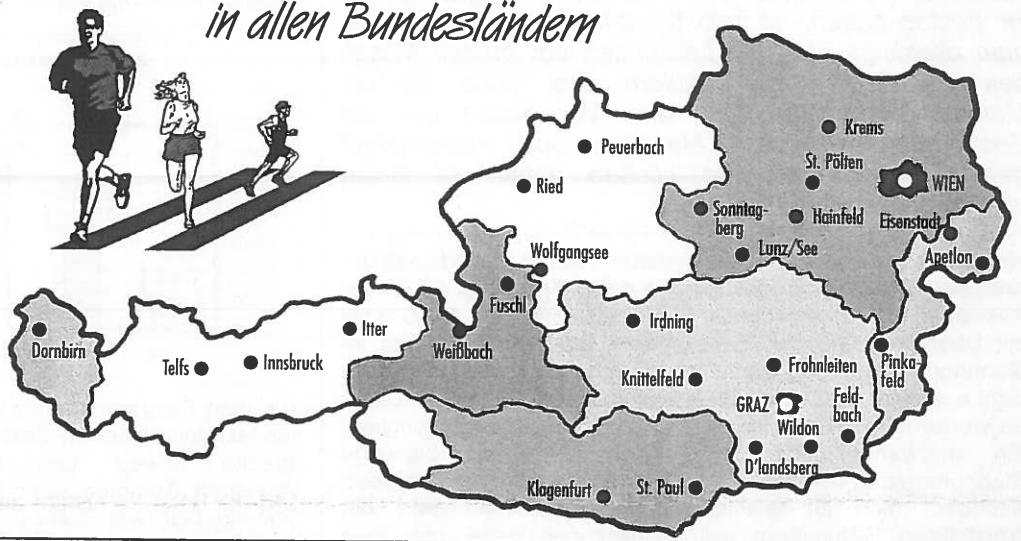 in allen Bundesländern
Krems
Peuerbach
St. Pölten
Ried
WIEN
Sonntag-
berg
Hainfeld
Eisenstadt
Wolfgangsee
Lunz/See
Apetlon
Fuschl
Itter
Irdning
Dornbirn
Weißbach
Telfs
Innsbruck
Frohnleiten
Pinka-
feld
Knittelfeld
GRAZ
Feld-
bach
Wildon
D'landsberg
Klagenfurt
St. Paul